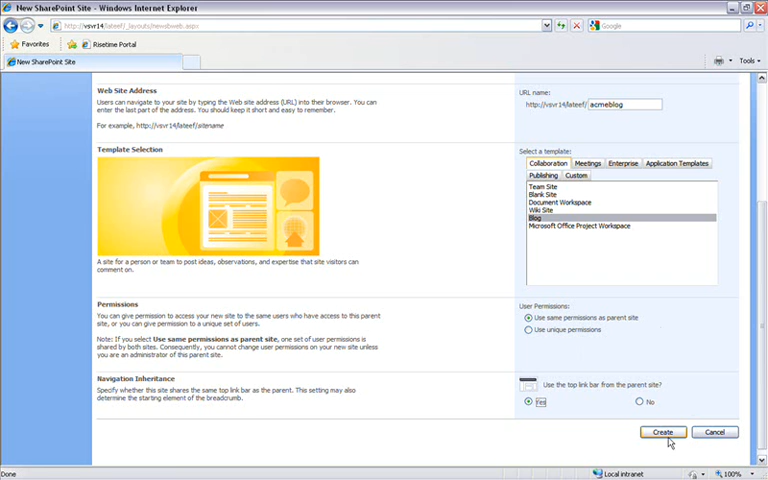 New SharePoint Site - Windows Internet Explorer
http://vsvr14/lateef/_layouts/newsbweb.aspx
Google
Favorites
Risetime Portal
New SharePoint Site
Tools
Web Site Address
Users can navigate to your site by typing the Web site address (URL) into their browser. You can
enter the last part of the address. You should keep it short and easy to remember.
For example, http://vsvr14/lateef/sitename
URL name:
http://vsvr14/lateef/ acmeblog
Template Selection
A site for a person or team to post ideas, observations, and expertise that site visitors can
comment on.
Select a template:
Collaboration Meetings Enterprise Application Templates
Publishing Custom
Team Site
Blank Site
Document Workspace
Wiki Site
Blog
Microsoft Office Project Workspace
Permissions
You can give permission to access your new site to the same users who have access to this parent
site, or you can give permission to a unique set of users.
Note: If you select Use same permissions as parent site, one set of user permissions is
shared by both sites. Consequently, you cannot change user permissions on your new site unless
you are an administrator of this parent site.
User Permissions:
Use same permissions as parent site
Use unique permissions
Navigation Inheritance
Specify whether this site shares the same top link bar as the parent. This setting may also
determine the starting element of the breadcrumb.
Use the top link bar from the parent site?
Yes No
Create Cancel
Done
Local intranet
100%